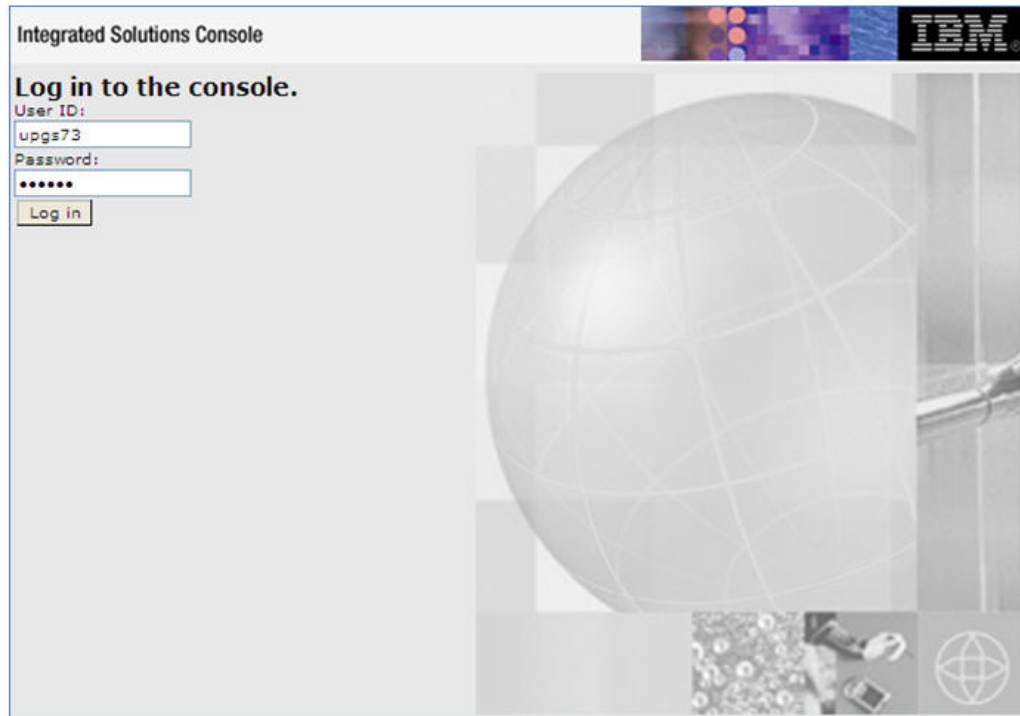 Integrated Solutions Console
IBM®
Log in to the console.
User ID:
upgs73
Password:
••••••
Log in